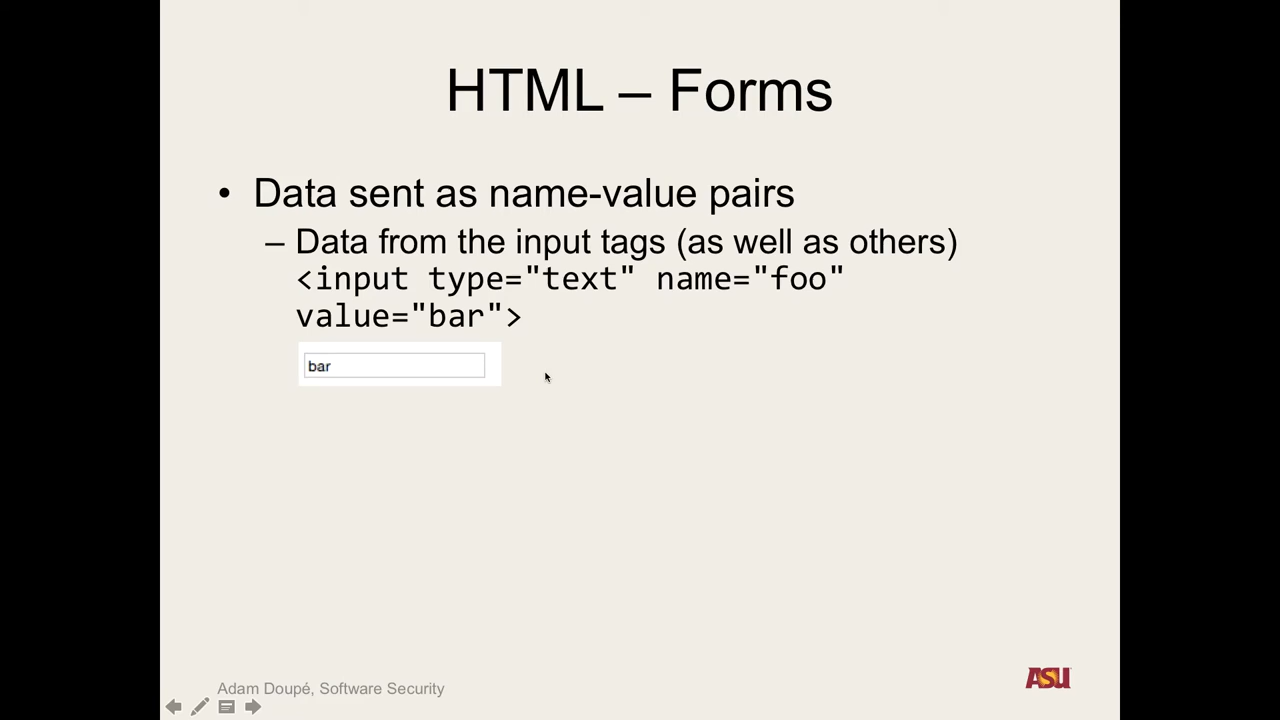 HTML – Forms
• Data sent as name-value pairs
– Data from the input tags (as well as others)
<input type="text" name="foo"
value="bar">
bar
Adam Doupé, Software Security
ASU